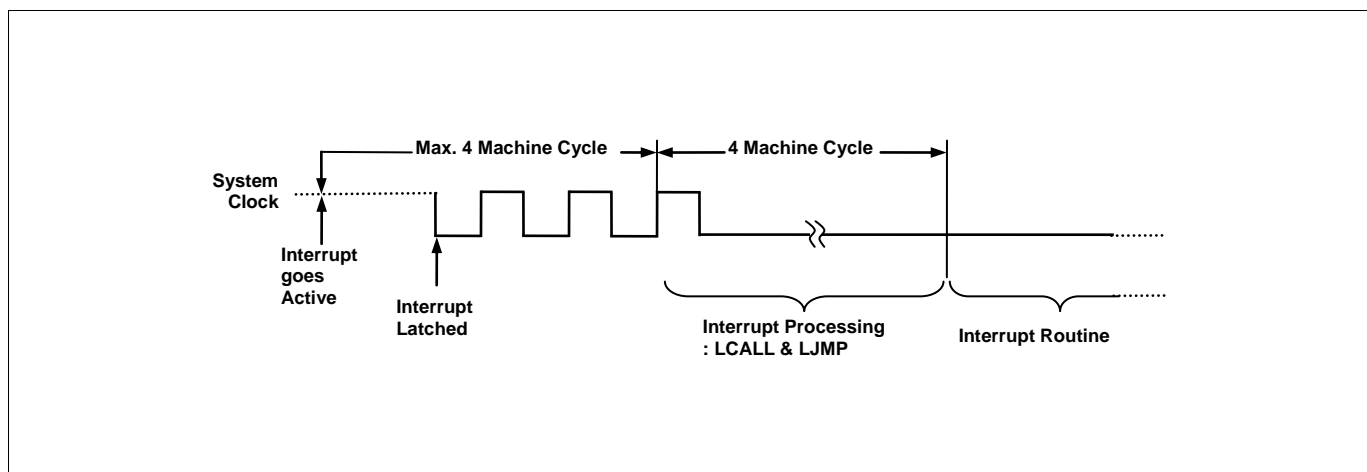 Max. 4 Machine Cycle
4 Machine Cycle
System
Clock
Interrupt
goes
Active
Interrupt
Latched
Interrupt Processing
: LCALL & LJMP
Interrupt Routine